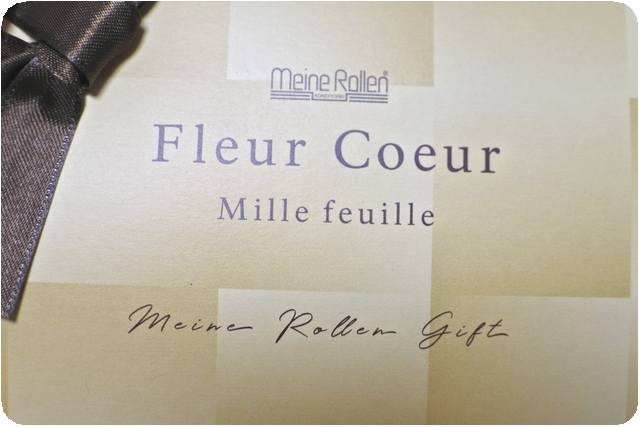 Meine Rollen®
Fleur Coeur
Mille feuille
Meine Rollen Gift